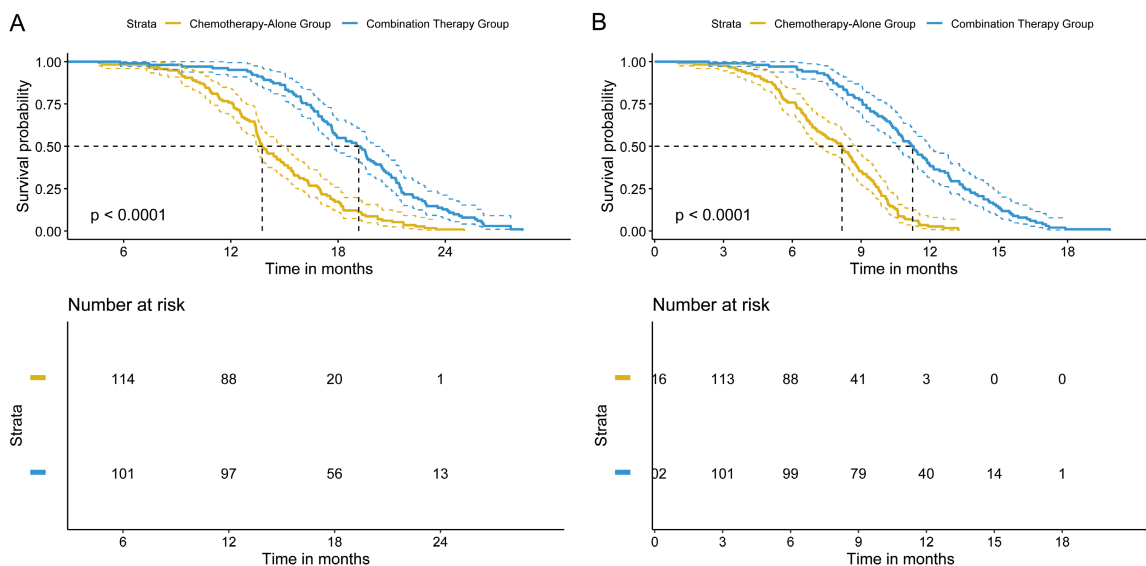 A
Strata Chemotherapy-Alone Group Combination Therapy Group
Survival probability
1.00
0.75
0.50
0.25
0.00
p < 0.0001
6 12 18 24
Time in months
Number at risk
Strata
114 88 20 1
101 97 56 13
6 12 18 24
Time in months
B
Strata Chemotherapy-Alone Group Combination Therapy Group
Survival probability
1.00
0.75
0.50
0.25
0.00
p < 0.0001
0 3 6 9 12 15 18
Time in months
Number at risk
Strata
16 113 88 41 3 0 0
02 101 99 79 40 14 1
0 3 6 9 12 15 18
Time in months